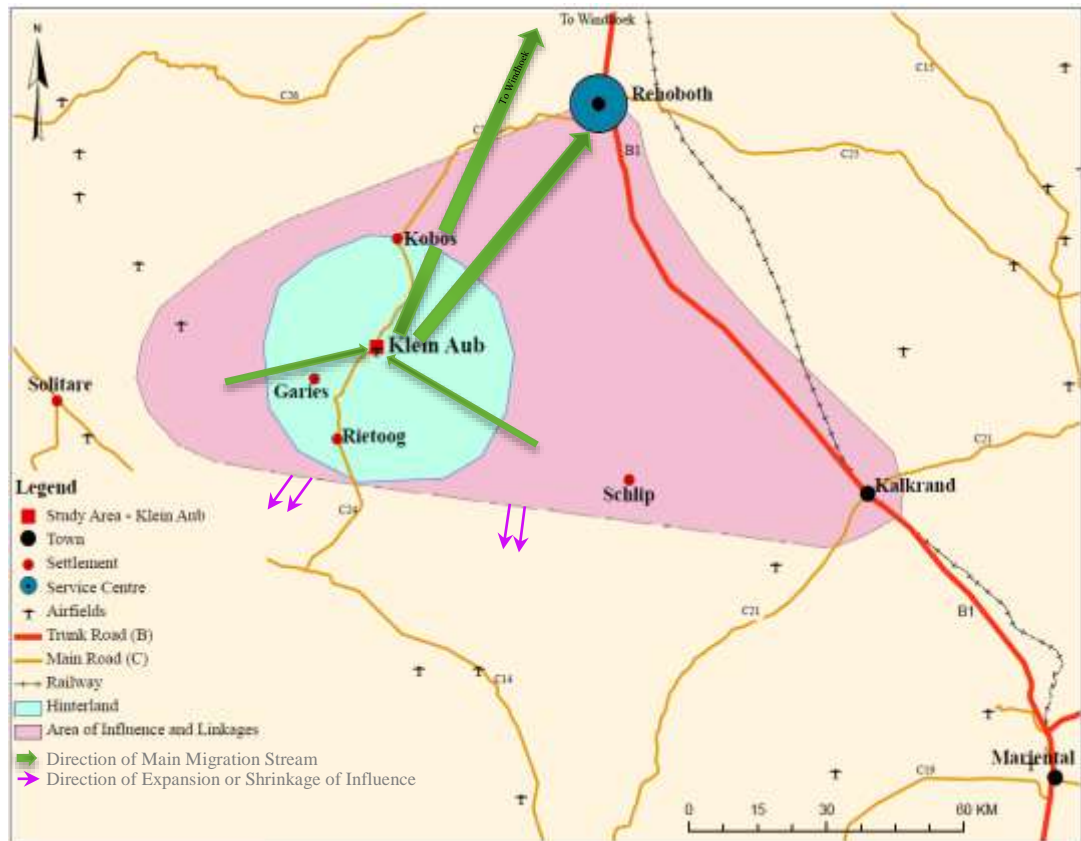 To Windhoek
N
To Windhoek
C26
C15
Rehoboth
B1
C25
Kobos
Klein Aub
Garies
Rietoog
Solitare
C21
Schlip
Kalkrand
C24
C21
B1
C14
C19
Mariental
Legend
Study Area - Klein Aub
Town
Settlement
Service Centre
Airfields
Trunk Road (B)
Main Road (C)
Railway
Hinterland
Area of Influence and Linkages
Direction of Main Migration Stream
Direction of Expansion or Shrinkage of Influence
0 15 30 60 KM